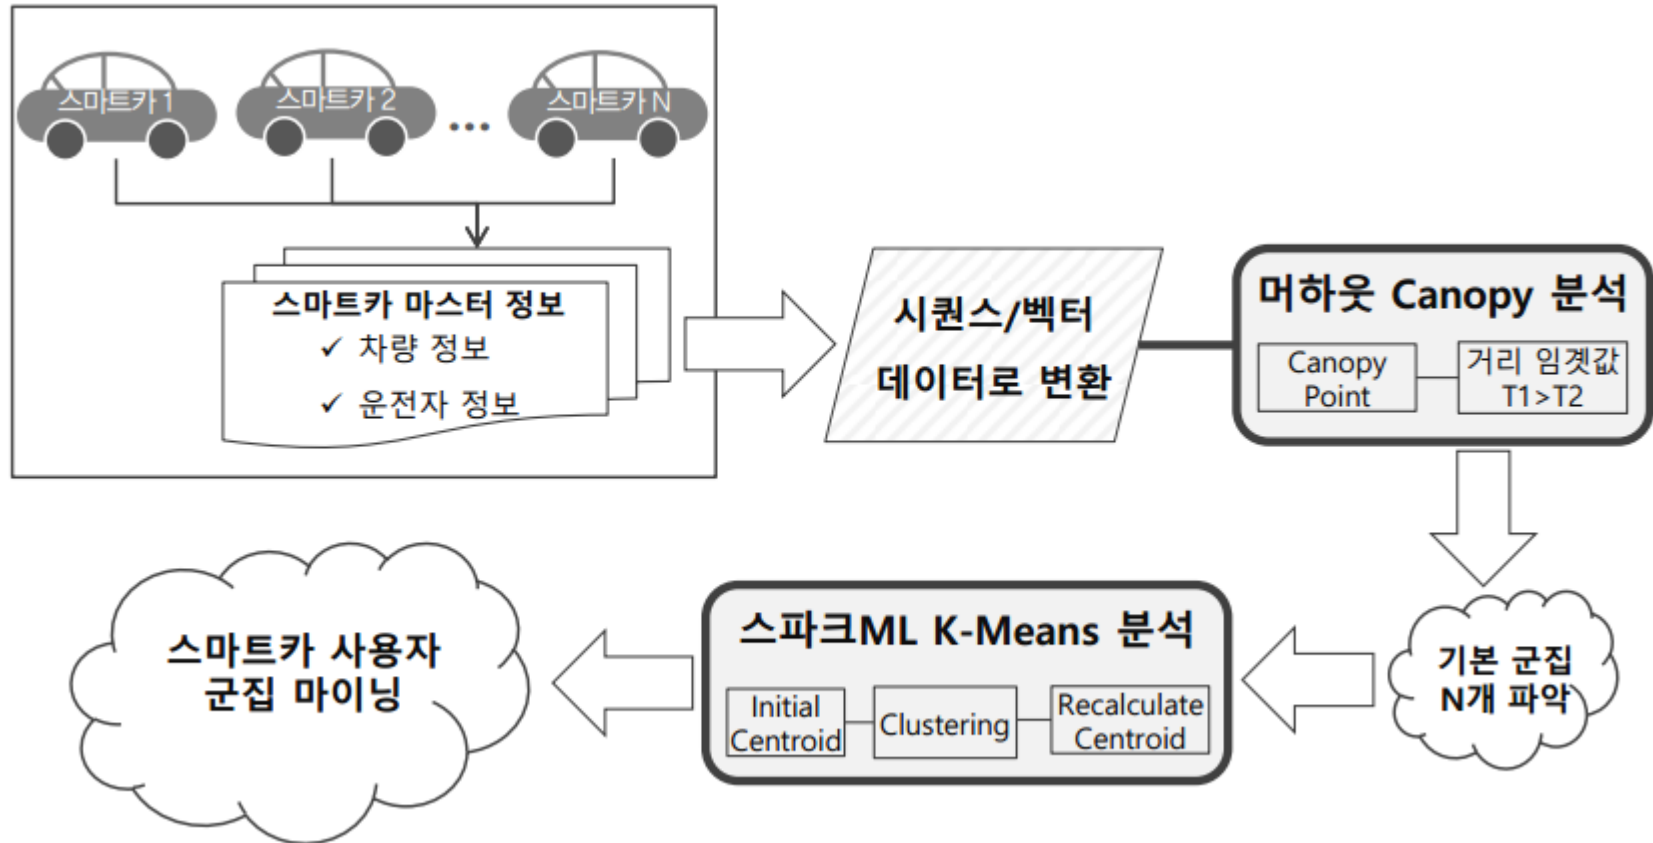 스마트카 1
스마트카 2
...
스마트카 N
스마트카 마스터 정보
✓ 차량 정보
✓ 운전자 정보
시퀀스/벡터
데이터로 변환
머하웃 Canopy 분석
Canopy
Point
거리 임곗값
T1>T2
기본 군집
N개 파악
스파크ML K-Means 분석
Initial
Centroid
Clustering
Recalculate
Centroid
스마트카 사용자
군집 마이닝